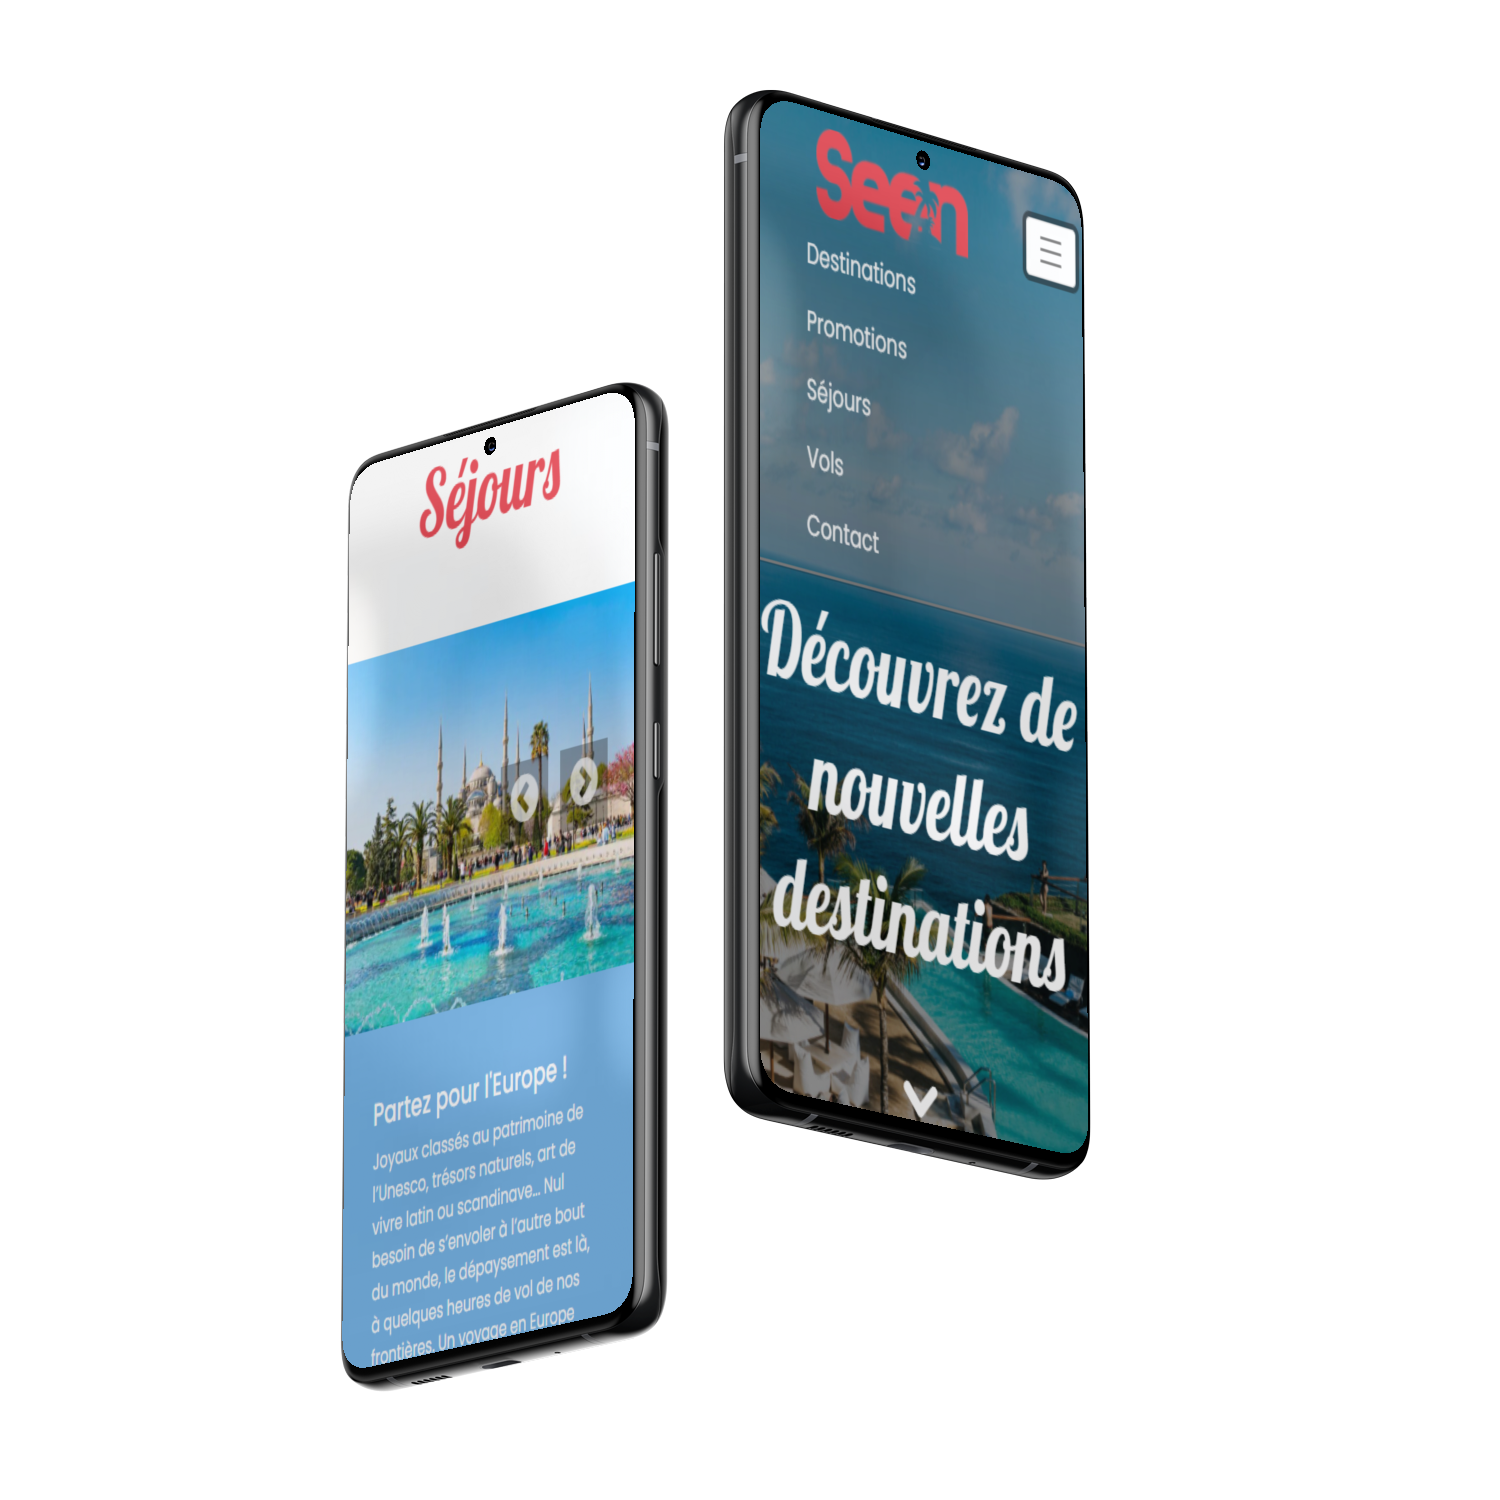 Séjours
Partez pour l'Europe !
Joyaux classés au patrimoine de
l'Unesco, trésors naturels, art de
vivre latin ou scandinave... Nul
besoin de s'envoler à l'autre bout
du monde, le dépaysement est là,
à quelques heures de vol de nos
frontières. Un voyage en Europe
Seen
Destinations
Promotions
Séjours
Vols
Contact
Découvrez de
nouvelles
destinations